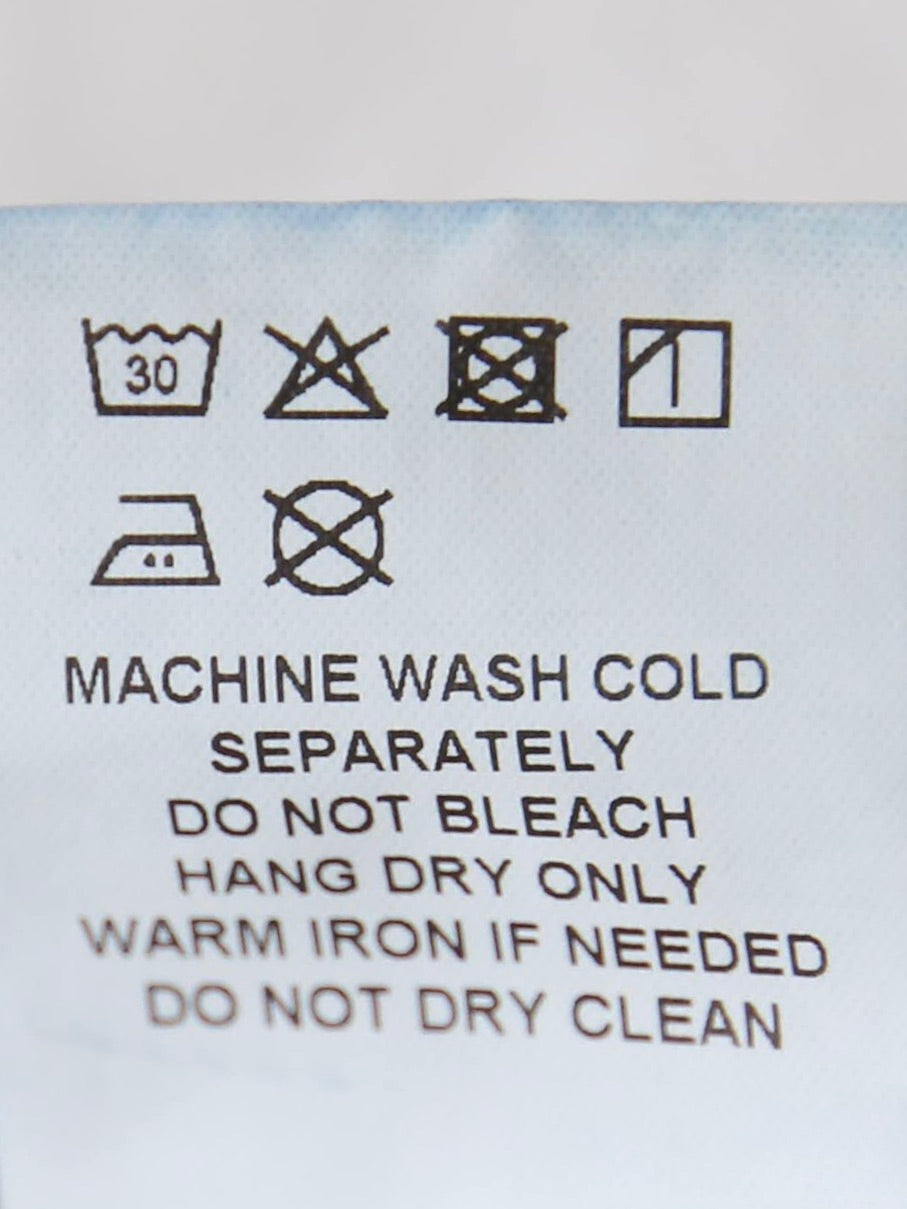 30
MACHINE WASH COLD
SEPARATELY
DO NOT BLEACH
HANG DRY ONLY
WARM IRON IF NEEDED
DO NOT DRY CLEAN